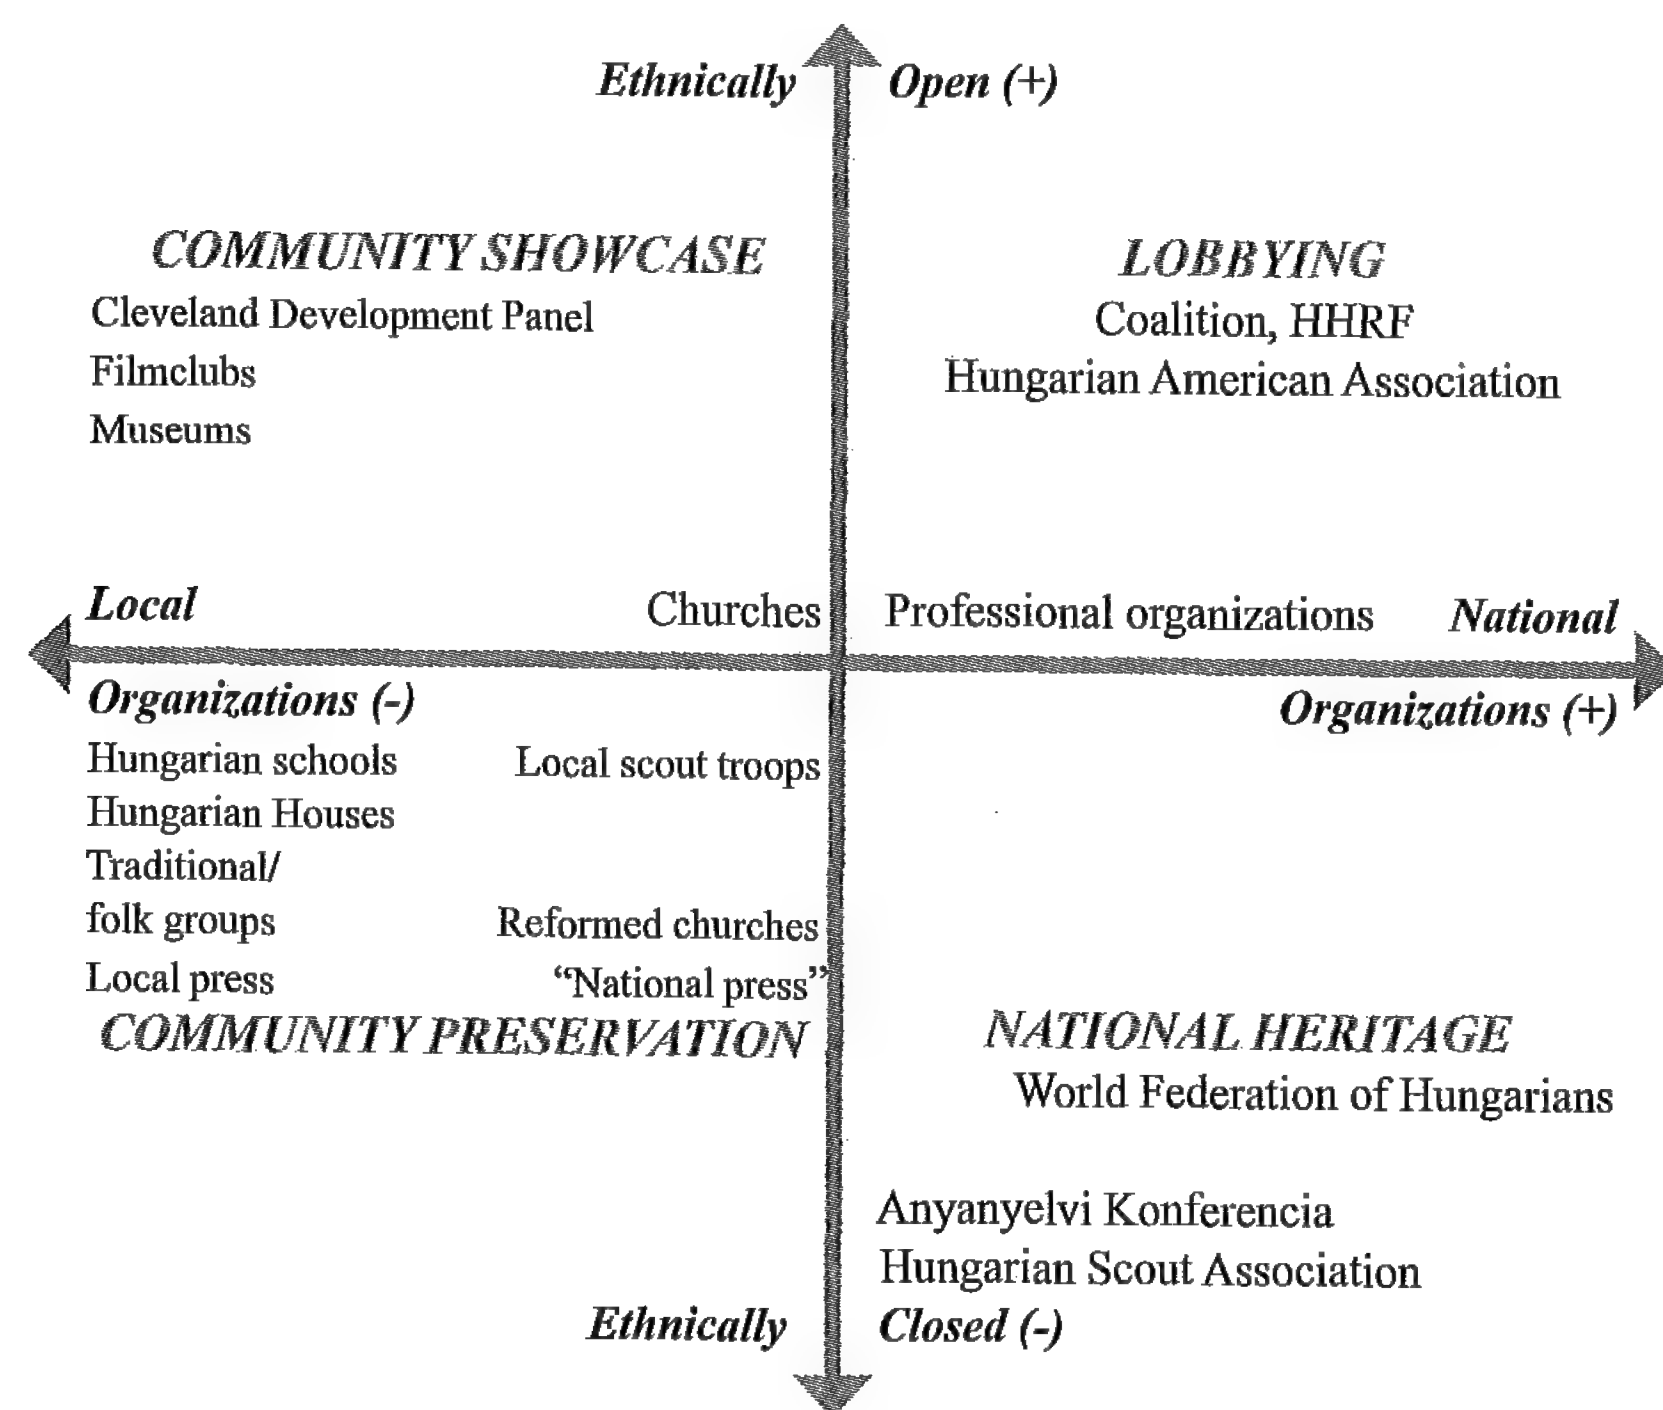 Ethnically Open (+)
COMMUNITY SHOWCASE
Cleveland Development Panel
Filmclubs
Museums
LOBBYING
Coalition, HHRF
Hungarian American Association
Local
Churches
Professional organizations
National
Organizations (-)
Organizations (+)
Hungarian schools
Hungarian Houses
Traditional/
folk groups
Local press
Local scout troops
Reformed churches
“National press”
COMMUNITY PRESERVATION
NATIONAL HERITAGE
World Federation of Hungarians
Anyanyelvi Konferencia
Hungarian Scout Association
Ethnically Closed (-)